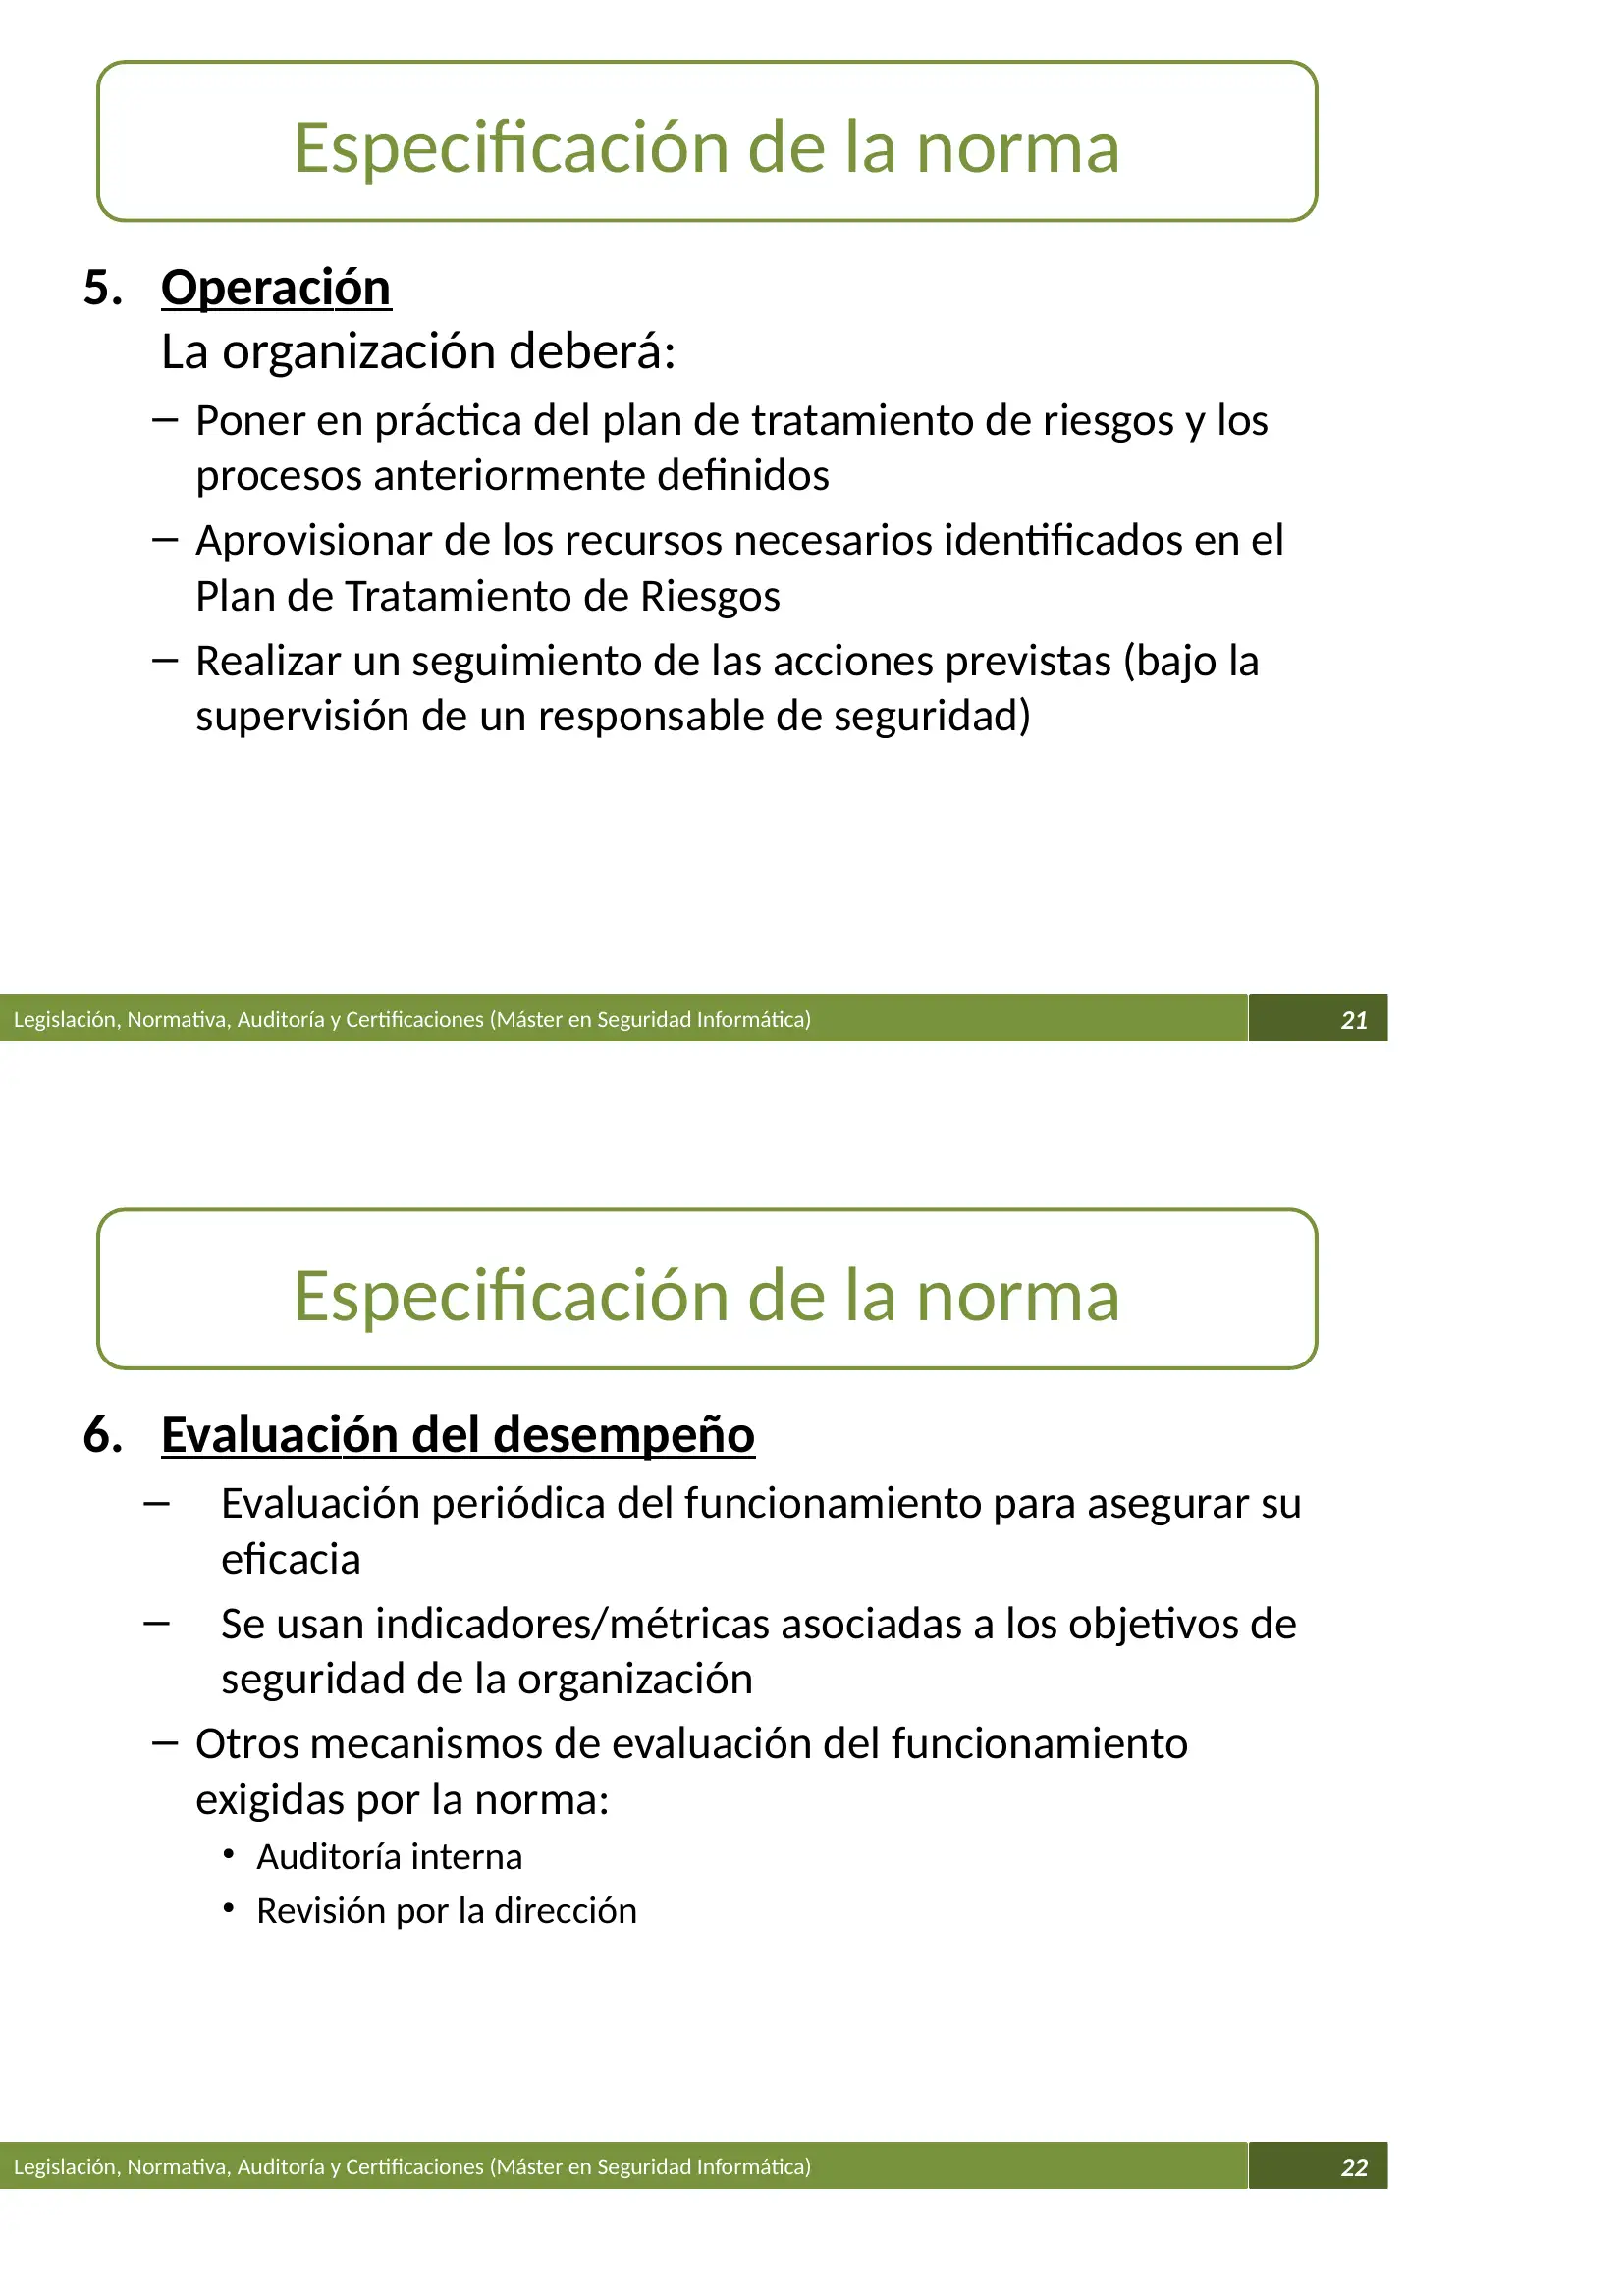 Especificación de la norma
5. Operación
La organización deberá:
– Poner en práctica del plan de tratamiento de riesgos y los
procesos anteriormente definidos
– Aprovisionar de los recursos necesarios identificados en el
Plan de Tratamiento de Riesgos
– Realizar un seguimiento de las acciones previstas (bajo la
supervisión de un responsable de seguridad)
Legislación, Normativa, Auditoría y Certificaciones (Máster en Seguridad Informática) 21
Especificación de la norma
6. Evaluación del desempeño
– Evaluación periódica del funcionamiento para asegurar su
eficacia
– Se usan indicadores/métricas asociadas a los objetivos de
seguridad de la organización
– Otros mecanismos de evaluación del funcionamiento
exigidas por la norma:
• Auditoría interna
• Revisión por la dirección
Legislación, Normativa, Auditoría y Certificaciones (Máster en Seguridad Informática) 22